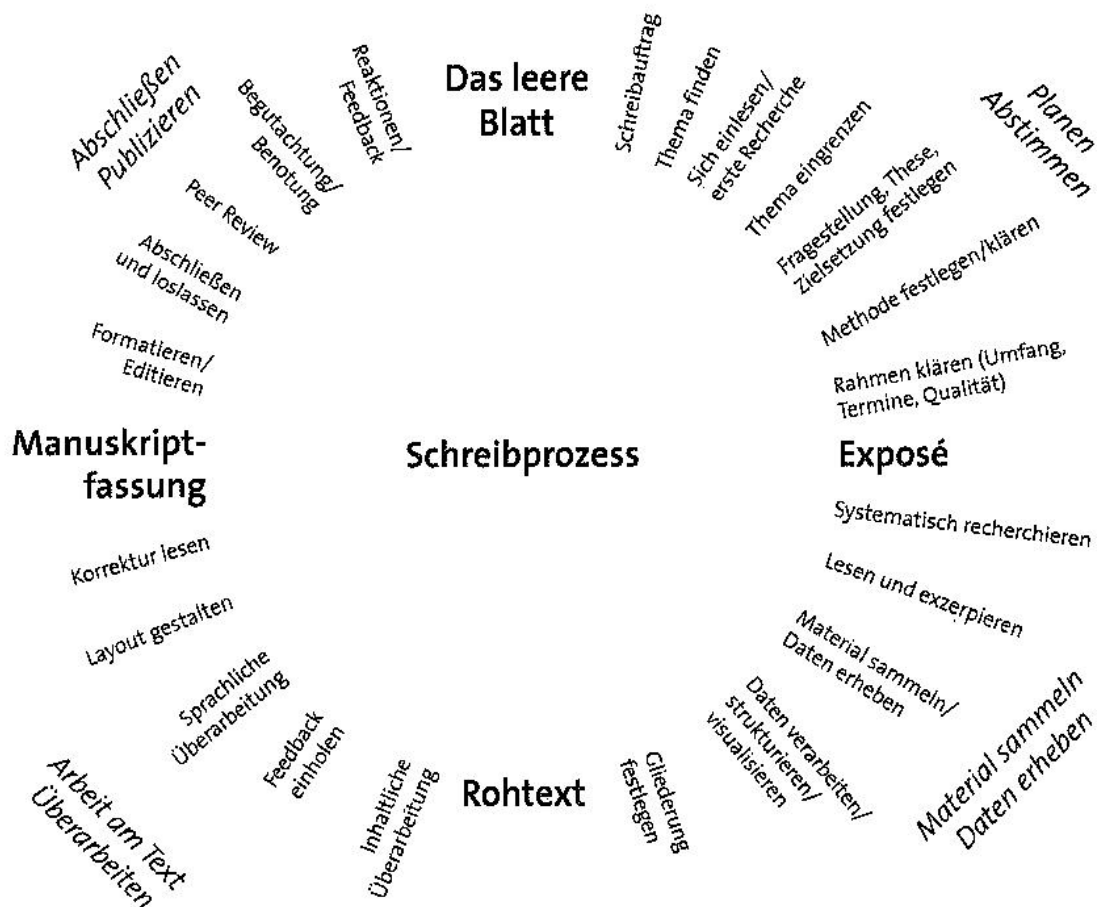 Das leere
Blatt
Schreibauftrag
Thema finden
Sich einlesen/
erste Recherche
Thema eingrenzen
Fragestellung, These,
Zielsetzung festlegen
Methode festlegen/klären
Rahmen klären (Umfang,
Termine, Qualität)
Planen
Abstimmen
Exposé
Systematisch recherchieren
Lesen und exzerpieren
Material sammeln/
Daten erheben
Daten verarbeiten/
strukturieren/
visualisieren
Gliederung
festlegen
Material sammeln
Daten erheben
Rohtext
Inhaltliche
Überarbeitung
Feedback
einholen
Sprachliche
Überarbeitung
Layout gestalten
Korrektur lesen
Arbeit am Text
Überarbeiten
Manuskript-
fassung
Formatieren/
Editieren
Abschließen
und loslassen
Peer Review
Begutachtung/
Benotung
Reaktionen/
Feedback
Abschließen
Publizieren
Schreibprozess